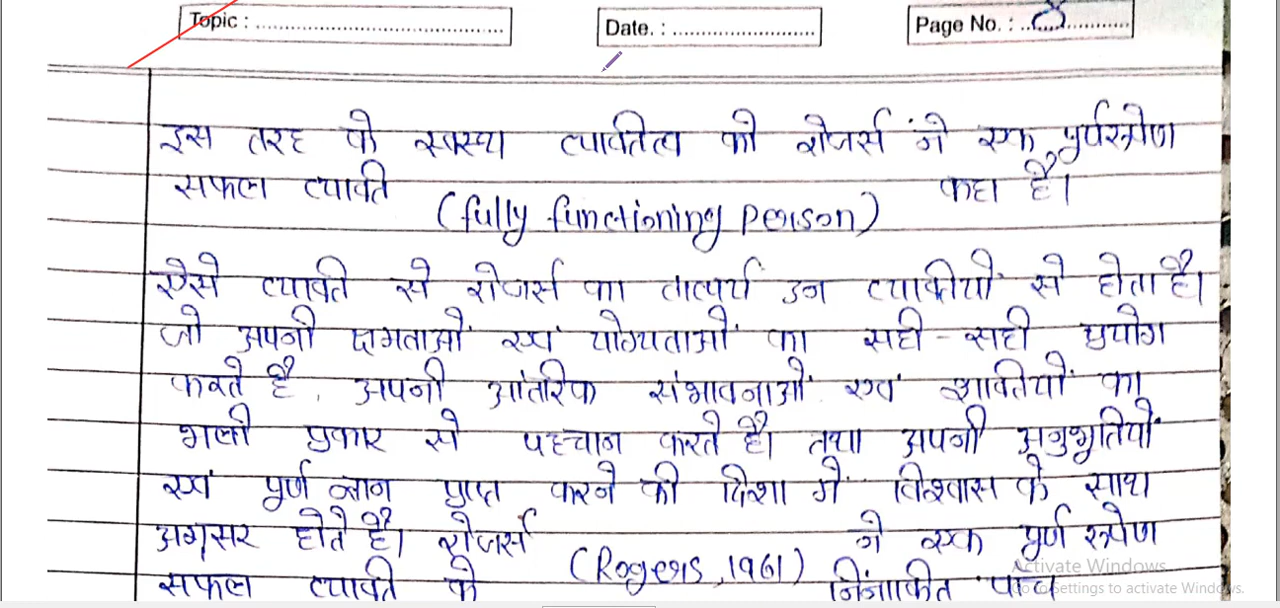 Topic : Date. : Page No. :
इस तरह के स्वस्थ व्यक्तित्व को रोजर्स ने एक पूर्णरूपेण
सफल व्यक्ति (fully functioning person) कहा है।
ऐसे व्यक्ति से रोजर्स का तात्पर्य उन व्यक्तियों से होता है।
जो अपनी क्षमताओं एवं योग्यताओं का सही-सही प्रयोग
करते है, अपनी आंतरिक संभावनाओं एवं शक्तियों का
भली प्रकार से पहचान करते है। तथा अपनी अनुभूतियों
एवं पूर्ण ज्ञान प्राप्त करने की दिशा में विश्वास के साथ
अग्रसर होते है। रोजर्स (Rogers, 1961) ने एक पूर्ण रूपेण
सफल व्यक्ति के निंनाकित पांच
Activate Windows
Go to Settings to activate Windows.